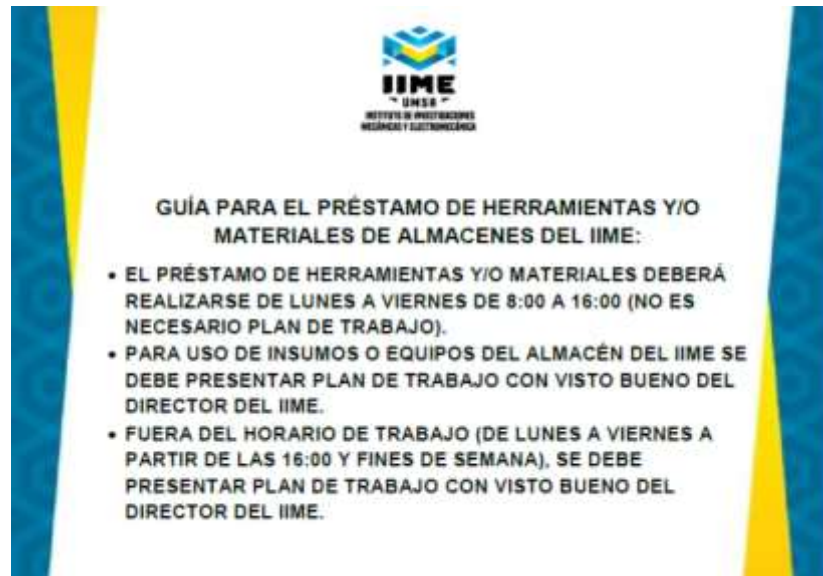 IIME
UMSA
INSTITUTO DE INVESTIGACIONES
MECÁNICAS Y ELECTROMECÁNICA
GUÍA PARA EL PRÉSTAMO DE HERRAMIENTAS Y/O
MATERIALES DE ALMACENES DEL IIME:
• EL PRÉSTAMO DE HERRAMIENTAS Y/O MATERIALES DEBERÁ
REALIZARSE DE LUNES A VIERNES DE 8:00 A 16:00 (NO ES
NECESARIO PLAN DE TRABAJO).
• PARA USO DE INSUMOS O EQUIPOS DEL ALMACÉN DEL IIME SE
DEBE PRESENTAR PLAN DE TRABAJO CON VISTO BUENO DEL
DIRECTOR DEL IIME.
• FUERA DEL HORARIO DE TRABAJO (DE LUNES A VIERNES A
PARTIR DE LAS 16:00 Y FINES DE SEMANA), SE DEBE
PRESENTAR PLAN DE TRABAJO CON VISTO BUENO DEL
DIRECTOR DEL IIME.